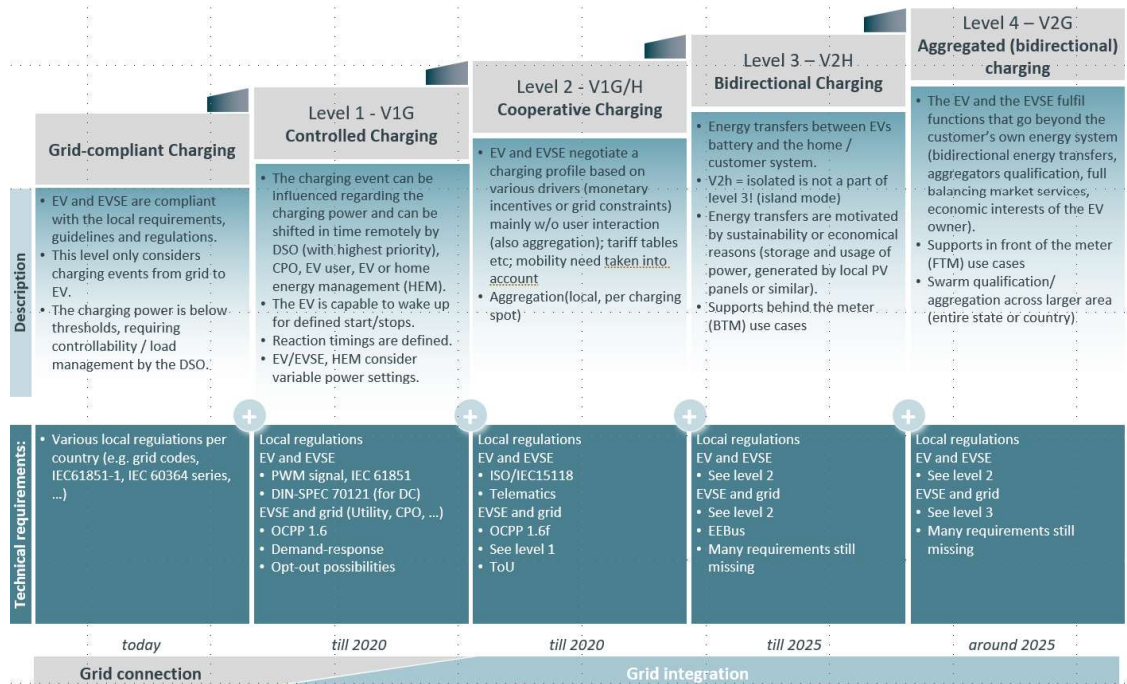 Grid-compliant Charging
Level 1 - V1G
Controlled Charging
Level 2 - V1G/H
Cooperative Charging
Level 3 – V2H
Bidirectional Charging
Level 4 – V2G
Aggregated (bidirectional)
charging
Description
• EV and EVSE are compliant
with the local requirements,
guidelines and regulations.
• This level only considers
charging events from grid to
EV.
• The charging power is below
thresholds, requiring
controllability / load
management by the DSO.
• The charging event can be
influenced regarding the
charging power and can be
shifted in time remotely by
DSO (with highest priority),
CPO, EV user, EV or home
energy management (HEM).
• The EV is capable to wake up
for defined start/stops.
• Reaction timings are defined.
• EV/EVSE, HEM consider
variable power settings.
• EV and EVSE negotiate a
charging profile based on
various drivers (monetary
incentives or grid constraints)
mainly w/o user interaction
(also aggregation); tariff tables
etc; mobility need taken into
account
• Aggregation(local, per charging
spot)
• Energy transfers between EVs
battery and the home /
customer system.
• V2h = isolated is not a part of
level 3! (island mode)
• Energy transfers are motivated
by sustainability or economical
reasons (storage and usage of
power, generated by local PV
panels or similar).
• Supports behind the meter
(BTM) use cases
• The EV and the EVSE fulfil
functions that go beyond the
customer's own energy system
(bidirectional energy transfers,
aggregators qualification, full
balancing market services,
economic interests of the EV
owner).
• Supports in front of the meter
(FTM) use cases
• Swarm qualification/
aggregation across larger area
(entire state or country)
+
+
+
+
Technical requirements:
• Various local regulations per
country (e.g. grid codes,
IEC61851-1, IEC 60364 series,
…)
Local regulations
EV and EVSE
• PWM signal, IEC 61851
• DIN-SPEC 70121 (for DC)
EVSE and grid (Utility, CPO, …)
• OCPP 1.6
• Demand-response
• Opt-out possibilities
Local regulations
EV and EVSE
• ISO/IEC15118
• Telematics
EVSE and grid
• OCPP 1.6f
• See level 1
• ToU
Local regulations
EV and EVSE
• See level 2
EVSE and grid
• See level 2
• EEBus
• Many requirements still
missing
Local regulations
EV and EVSE
• See level 2
EVSE and grid
• See level 3
• Many requirements still
missing
today
till 2020
till 2020
till 2025
around 2025
Grid connection
Grid integration